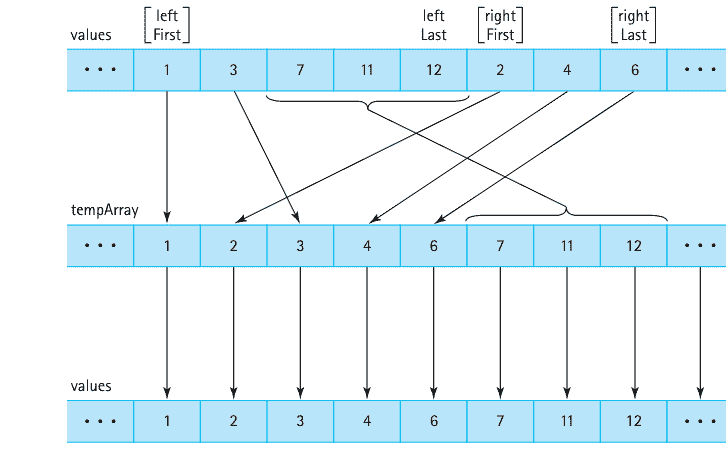 left left right right
values First Last First Last
• • • 1 3 7 11 12 2 4 6 • • •
tempArray
• • • 1 2 3 4 6 7 11 12 • • •
values
• • • 1 2 3 4 6 7 11 12 • • •